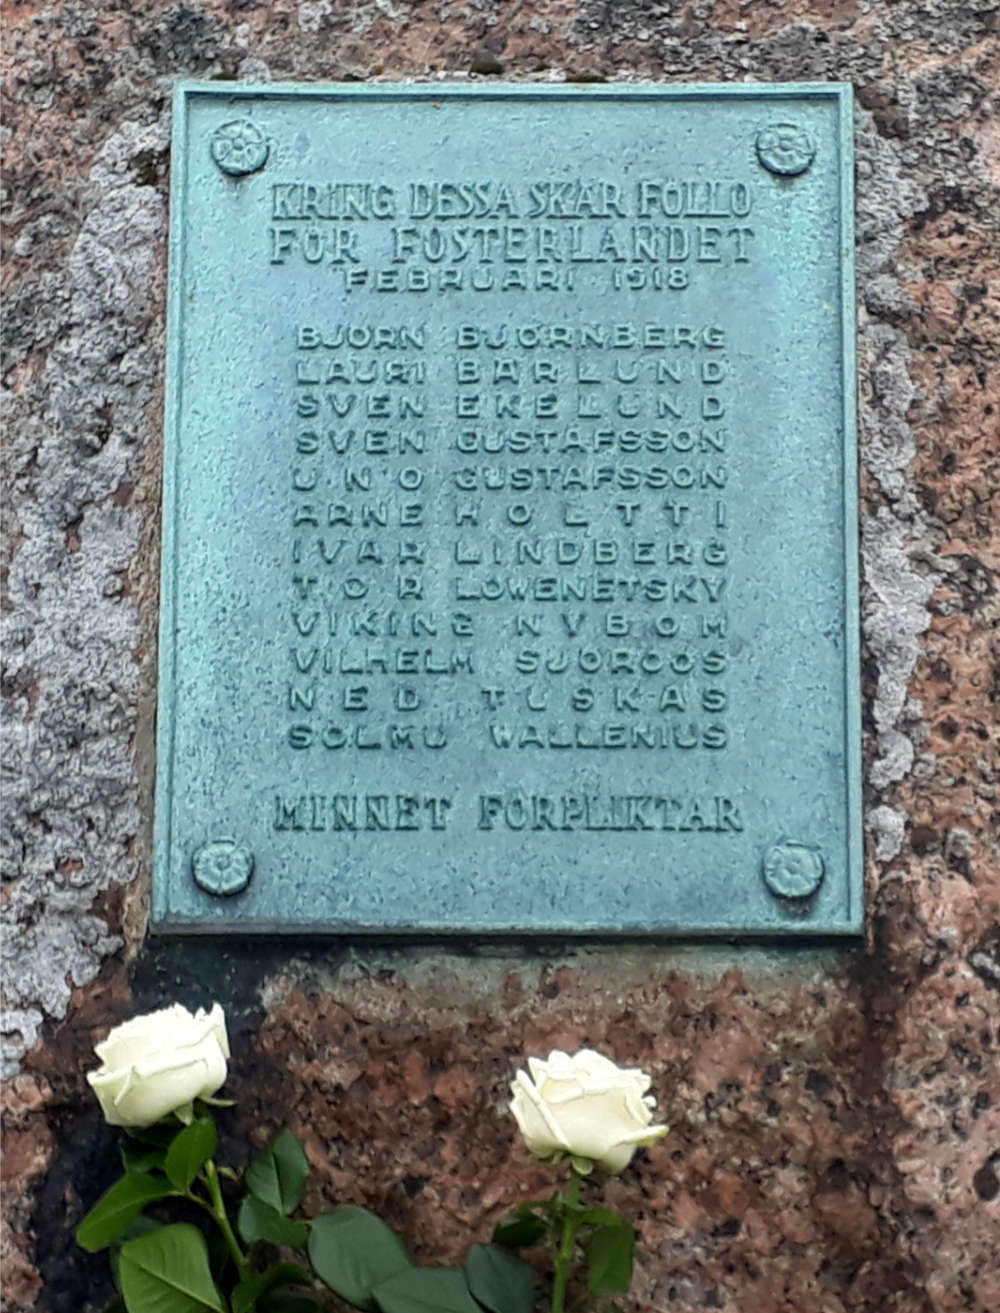 KRING DESSA SKÄR FÖLLO
FÖR FOSTERLANDET
FEBRUARI 1918
BJÖRN BJÖRNBERG
LAURI BÄRLUND
SVEN EKELUND
SVEN GUSTAFSSON
UNO GUSTAFSSON
ARNE HOLTTI
IVAR LINDBERG
TOR LÖWENETSKY
VIKING NYBOM
VILHELM SJÖROOS
NED TUSKAS
SOLMU WALLENIUS
MINNET FÖRPLIKTAR